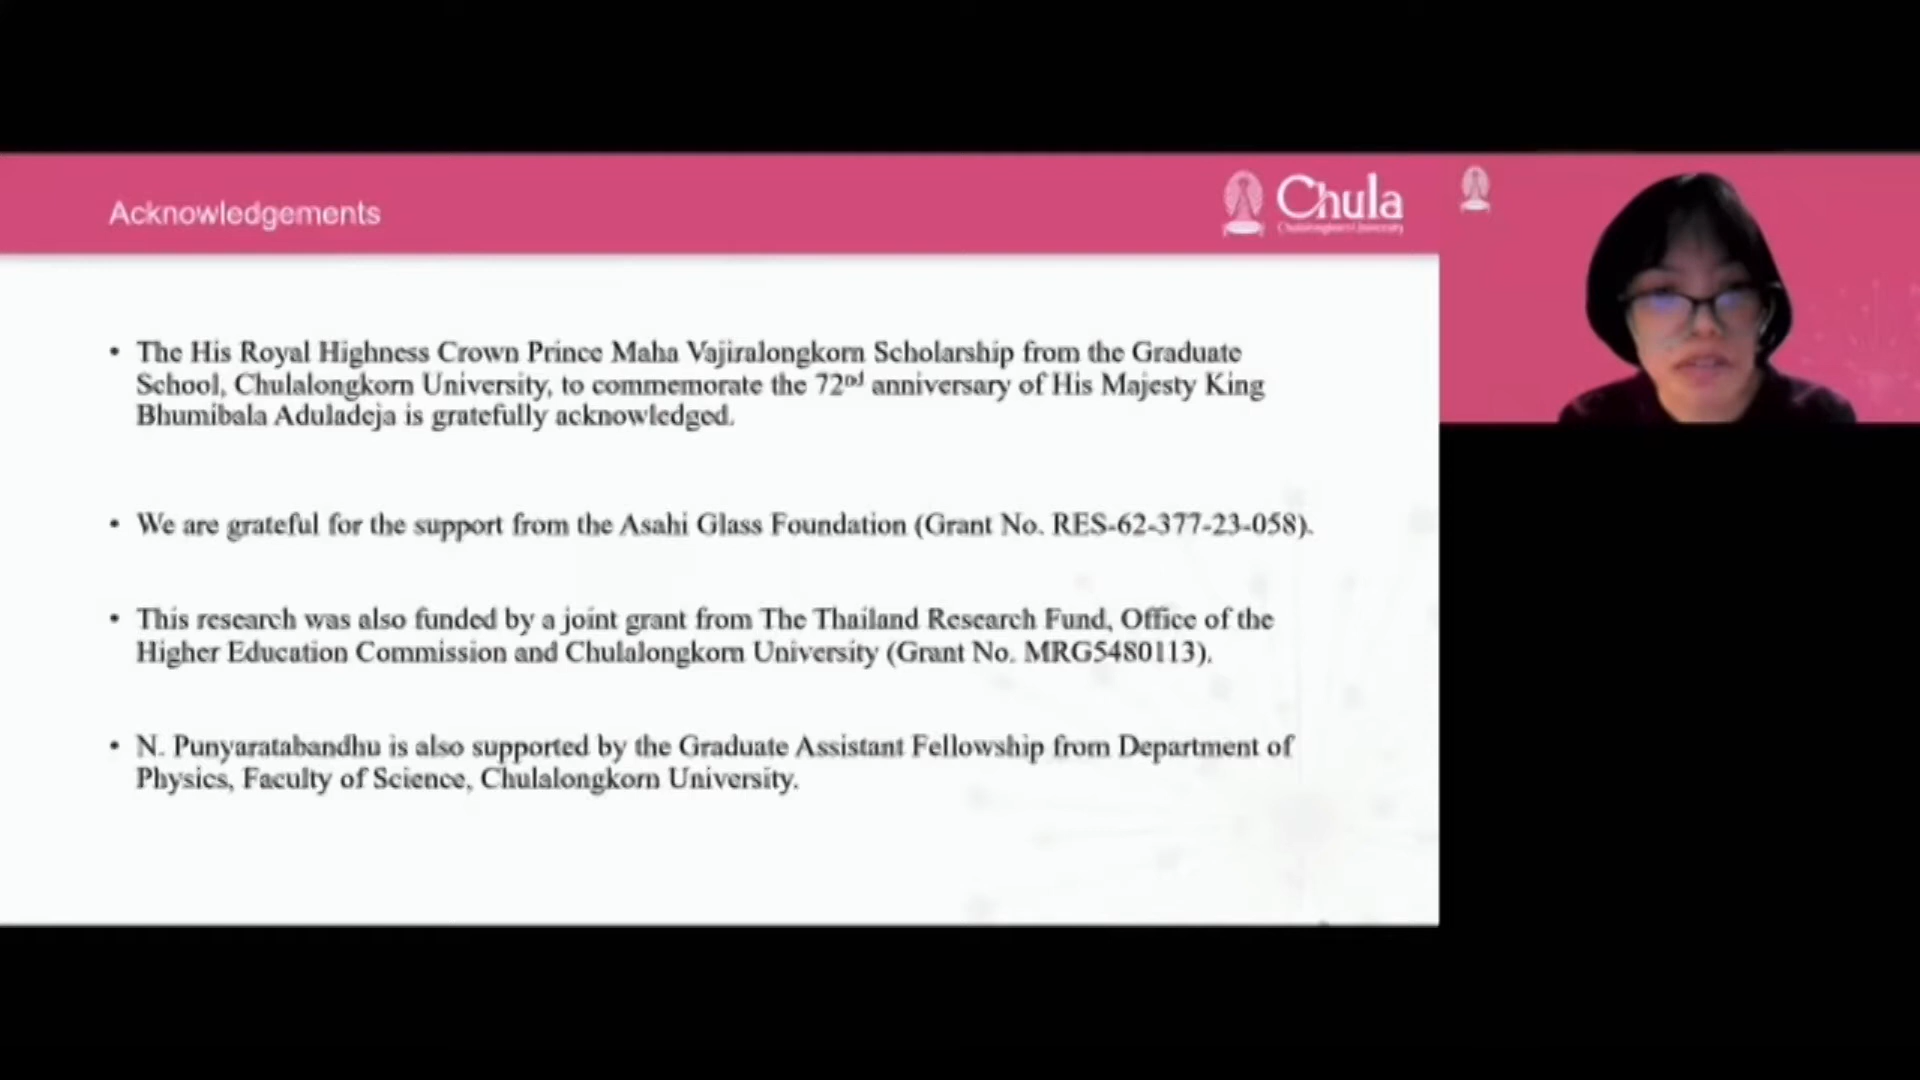 Acknowledgements
Chula
Chulalongkorn University
• The His Royal Highness Crown Prince Maha Vajiralongkorn Scholarship from the Graduate
School, Chulalongkorn University, to commemorate the 72nd anniversary of His Majesty King
Bhumibala Aduladeja is gratefully acknowledged.
• We are grateful for the support from the Asahi Glass Foundation (Grant No. RES-62-377-23-058).
• This research was also funded by a joint grant from The Thailand Research Fund, Office of the
Higher Education Commission and Chulalongkorn University (Grant No. MRG5480113).
• N. Punyaratabandhu is also supported by the Graduate Assistant Fellowship from Department of
Physics, Faculty of Science, Chulalongkorn University.